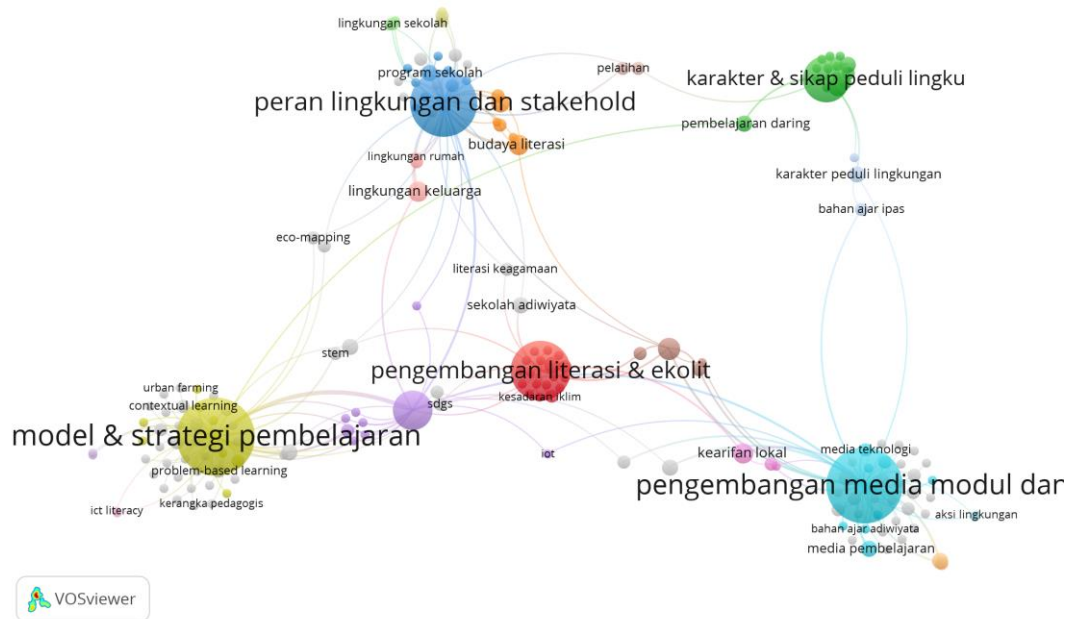 lingkungan sekolah
program sekolah
pelatihan
karakter & sikap peduli lingku
peran lingkungan dan stakehold
pembelajaran daring
budaya literasi
lingkungan rumah
karakter peduli lingkungan
lingkungan keluarga
bahan ajar ipas
eco-mapping
literasi keagamaan
sekolah adiwiyata
stem
pengembangan literasi & ekolit
urban farming
kesadaran iklim
contextual learning
sdgs
model & strategi pembelajaran
iot
kearifan lokal
media teknologi
problem-based learning
pengembangan media modul dan
kerangka pedagogis
ict literacy
aksi lingkungan
bahan ajar adiwiyata
media pembelajaran
VOSviewer